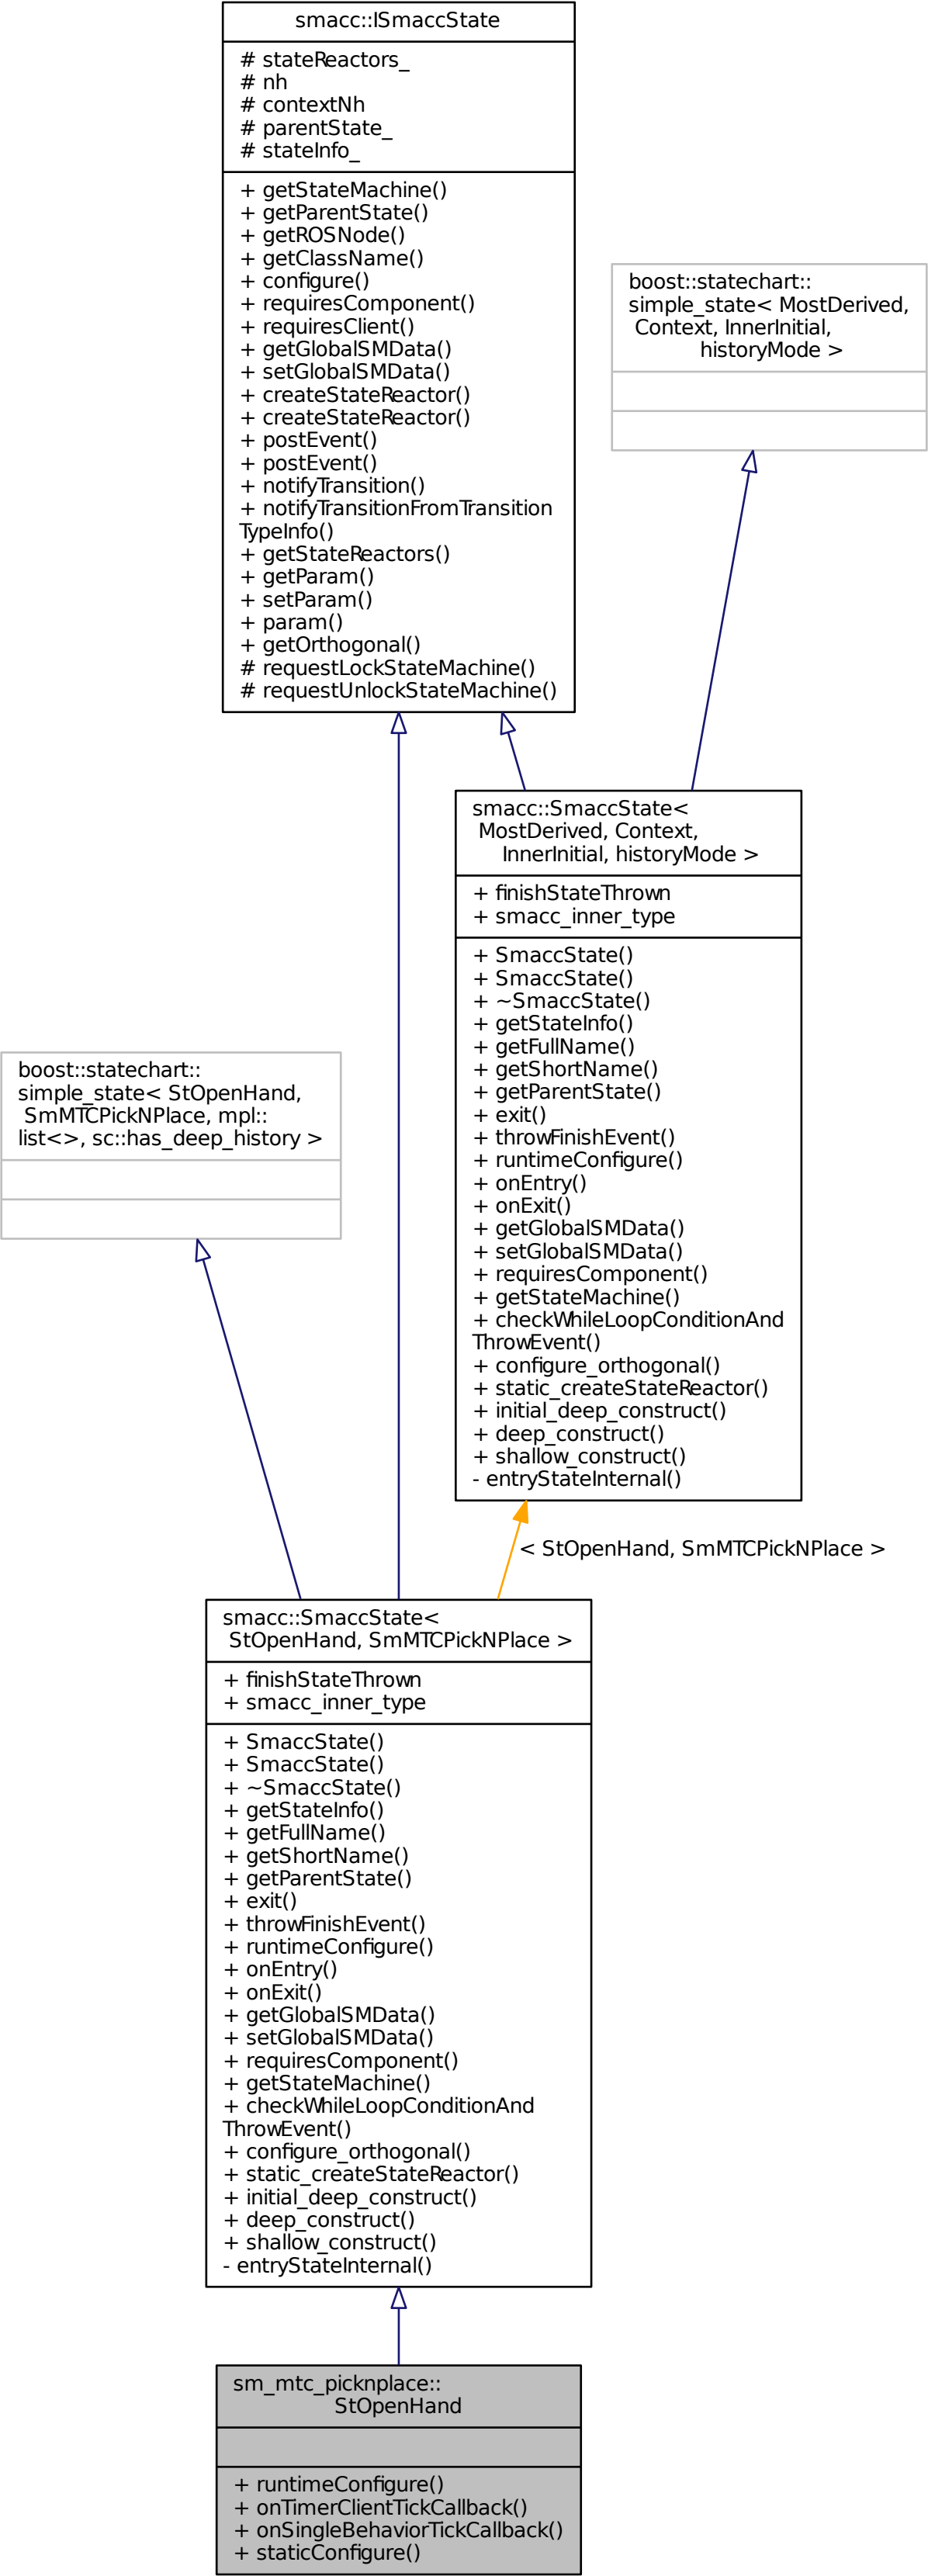 smacc::ISmaccState
# stateReactors_
# nh
# contextNh
# parentState_
# stateInfo_
+ getStateMachine()
+ getParentState()
+ getROSNode()
+ getClassName()
+ configure()
+ requiresComponent()
+ requiresClient()
+ getGlobalSMData()
+ setGlobalSMData()
+ createStateReactor()
+ createStateReactor()
+ postEvent()
+ postEvent()
+ notifyTransition()
+ notifyTransitionFromTransition
TypeInfo()
+ getStateReactors()
+ getParam()
+ setParam()
+ param()
+ getOrthogonal()
# requestLockStateMachine()
# requestUnlockStateMachine()
boost::statechart::
simple_state< MostDerived,
Context, InnerInitial,
historyMode >
smacc::SmaccState<
MostDerived, Context,
InnerInitial, historyMode >
+ finishStateThrown
+ smacc_inner_type
+ SmaccState()
+ SmaccState()
+ ~SmaccState()
+ getStateInfo()
+ getFullName()
+ getShortName()
+ getParentState()
+ exit()
+ throwFinishEvent()
+ runtimeConfigure()
+ onEntry()
+ onExit()
+ getGlobalSMData()
+ setGlobalSMData()
+ requiresComponent()
+ getStateMachine()
+ checkWhileLoopConditionAnd
ThrowEvent()
+ configure_orthogonal()
+ static_createStateReactor()
+ initial_deep_construct()
+ deep_construct()
+ shallow_construct()
- entryStateInternal()
boost::statechart::
simple_state< StOpenHand,
SmMTCPickNPlace, mpl::
list<>, sc::has_deep_history >
< StOpenHand, SmMTCPickNPlace >
smacc::SmaccState<
StOpenHand, SmMTCPickNPlace >
+ finishStateThrown
+ smacc_inner_type
+ SmaccState()
+ SmaccState()
+ ~SmaccState()
+ getStateInfo()
+ getFullName()
+ getShortName()
+ getParentState()
+ exit()
+ throwFinishEvent()
+ runtimeConfigure()
+ onEntry()
+ onExit()
+ getGlobalSMData()
+ setGlobalSMData()
+ requiresComponent()
+ getStateMachine()
+ checkWhileLoopConditionAnd
ThrowEvent()
+ configure_orthogonal()
+ static_createStateReactor()
+ initial_deep_construct()
+ deep_construct()
+ shallow_construct()
- entryStateInternal()
sm_mtc_picknplace::
StOpenHand
+ runtimeConfigure()
+ onTimerClientTickCallback()
+ onSingleBehaviorTickCallback()
+ staticConfigure()